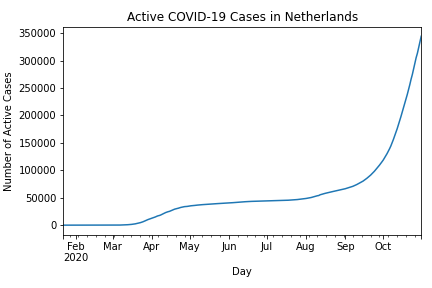 Active COVID-19 Cases in Netherlands
Number of Active Cases
350000
300000
250000
200000
150000
100000
50000
0
Feb Mar Apr May Jun Jul Aug Sep Oct
2020
Day